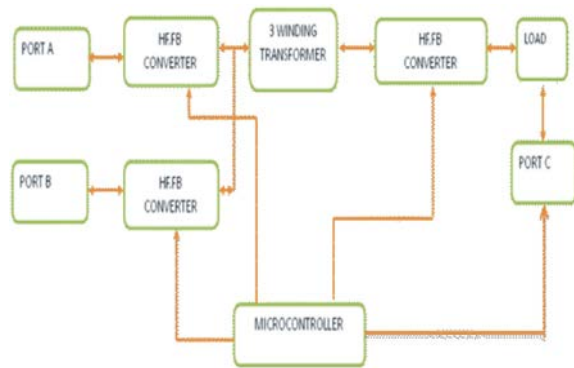 PORT A
HF.FB
CONVERTER
3 WINDING
TRANSFORMER
HF.FB
CONVERTER
LOAD
PORT B
HF.FB
CONVERTER
PORT C
MICROCONTROLLER